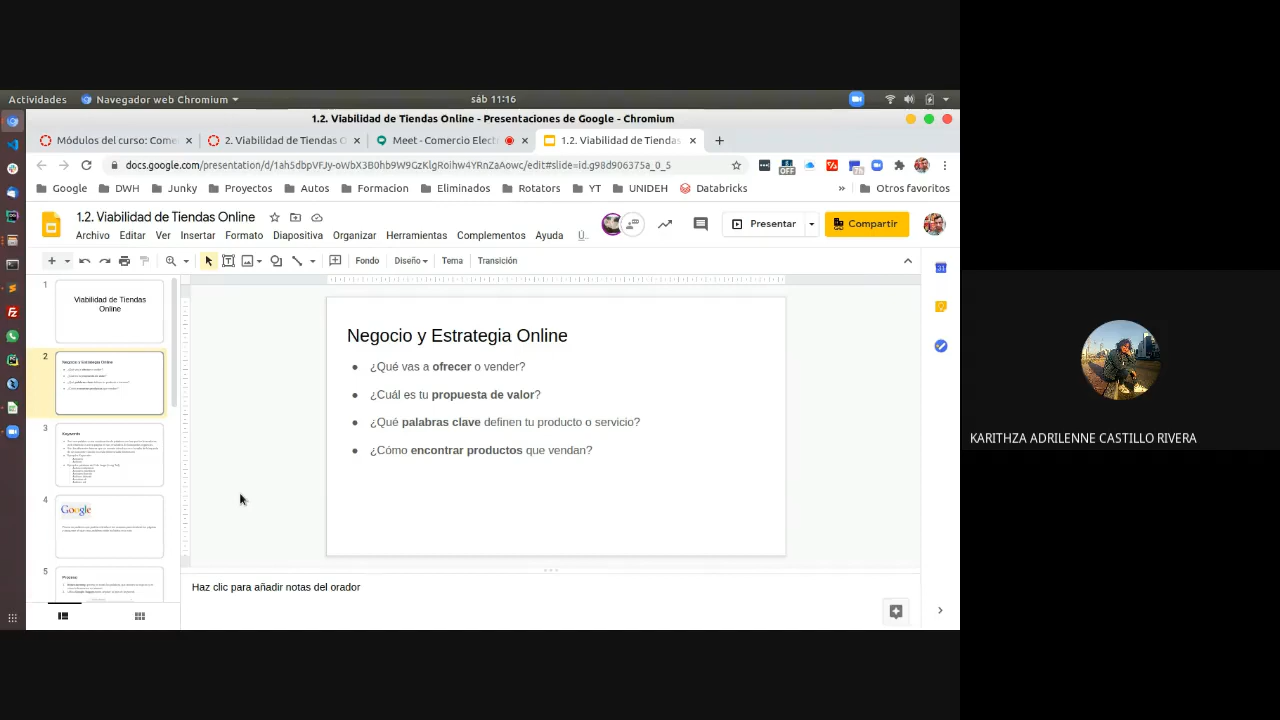 Actividades
Navegador web Chromium
sáb 11:16
1.2. Viabilidad de Tiendas Online - Presentaciones de Google - Chromium
Módulos del curso: Come
2. Viabilidad de Tiendas O
Meet - Comercio Elect
1.2. Viabilidad de Tiendas
docs.google.com/presentation/d/1ah5dbpVFJy-oWbX3B0hb9W9GzKlgRoihw4YRnZaAowc/edit#slide=id.g98d906375a_0_5
OFF
Google
DWH
Junky
Proyectos
Autos
Formacion
Eliminados
Rotators
YT
UNIDEH
Databricks
»
Otros favoritos
1.2. Viabilidad de Tiendas Online
Presentar
Compartir
Archivo
Editar
Ver
Insertar
Formato
Diapositiva
Organizar
Herramientas
Complementos
Ayuda
Ú..
Fondo
Diseño
Tema
Transición
1
Viabilidad de Tiendas
Online
2
Negocio y Estrategia Online
3
Keywords
4
Google
5
Proceso
Negocio y Estrategia Online
● ¿Qué vas a ofrecer o vender?
● ¿Cuál es tu propuesta de valor?
● ¿Qué palabras clave definen tu producto o servicio?
● ¿Cómo encontrar productos que vendan?
Haz clic para añadir notas del orador
KARITHZA ADRILENNE CASTILLO RIVERA